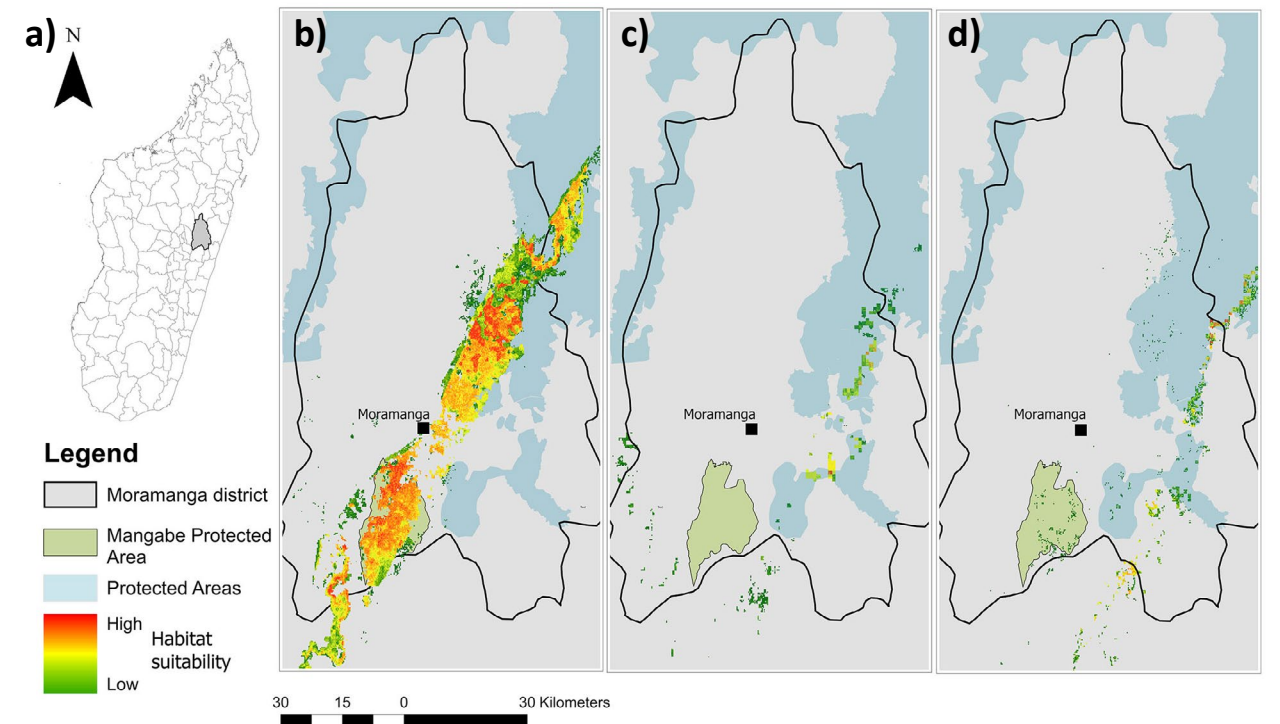 a)
N
b)
c)
d)
Moramanga
Moramanga
Moramanga
Legend
Moramanga district
Mangabe Protected
Area
Protected Areas
High
Habitat
suitability
Low
30 15 0 30 Kilometers